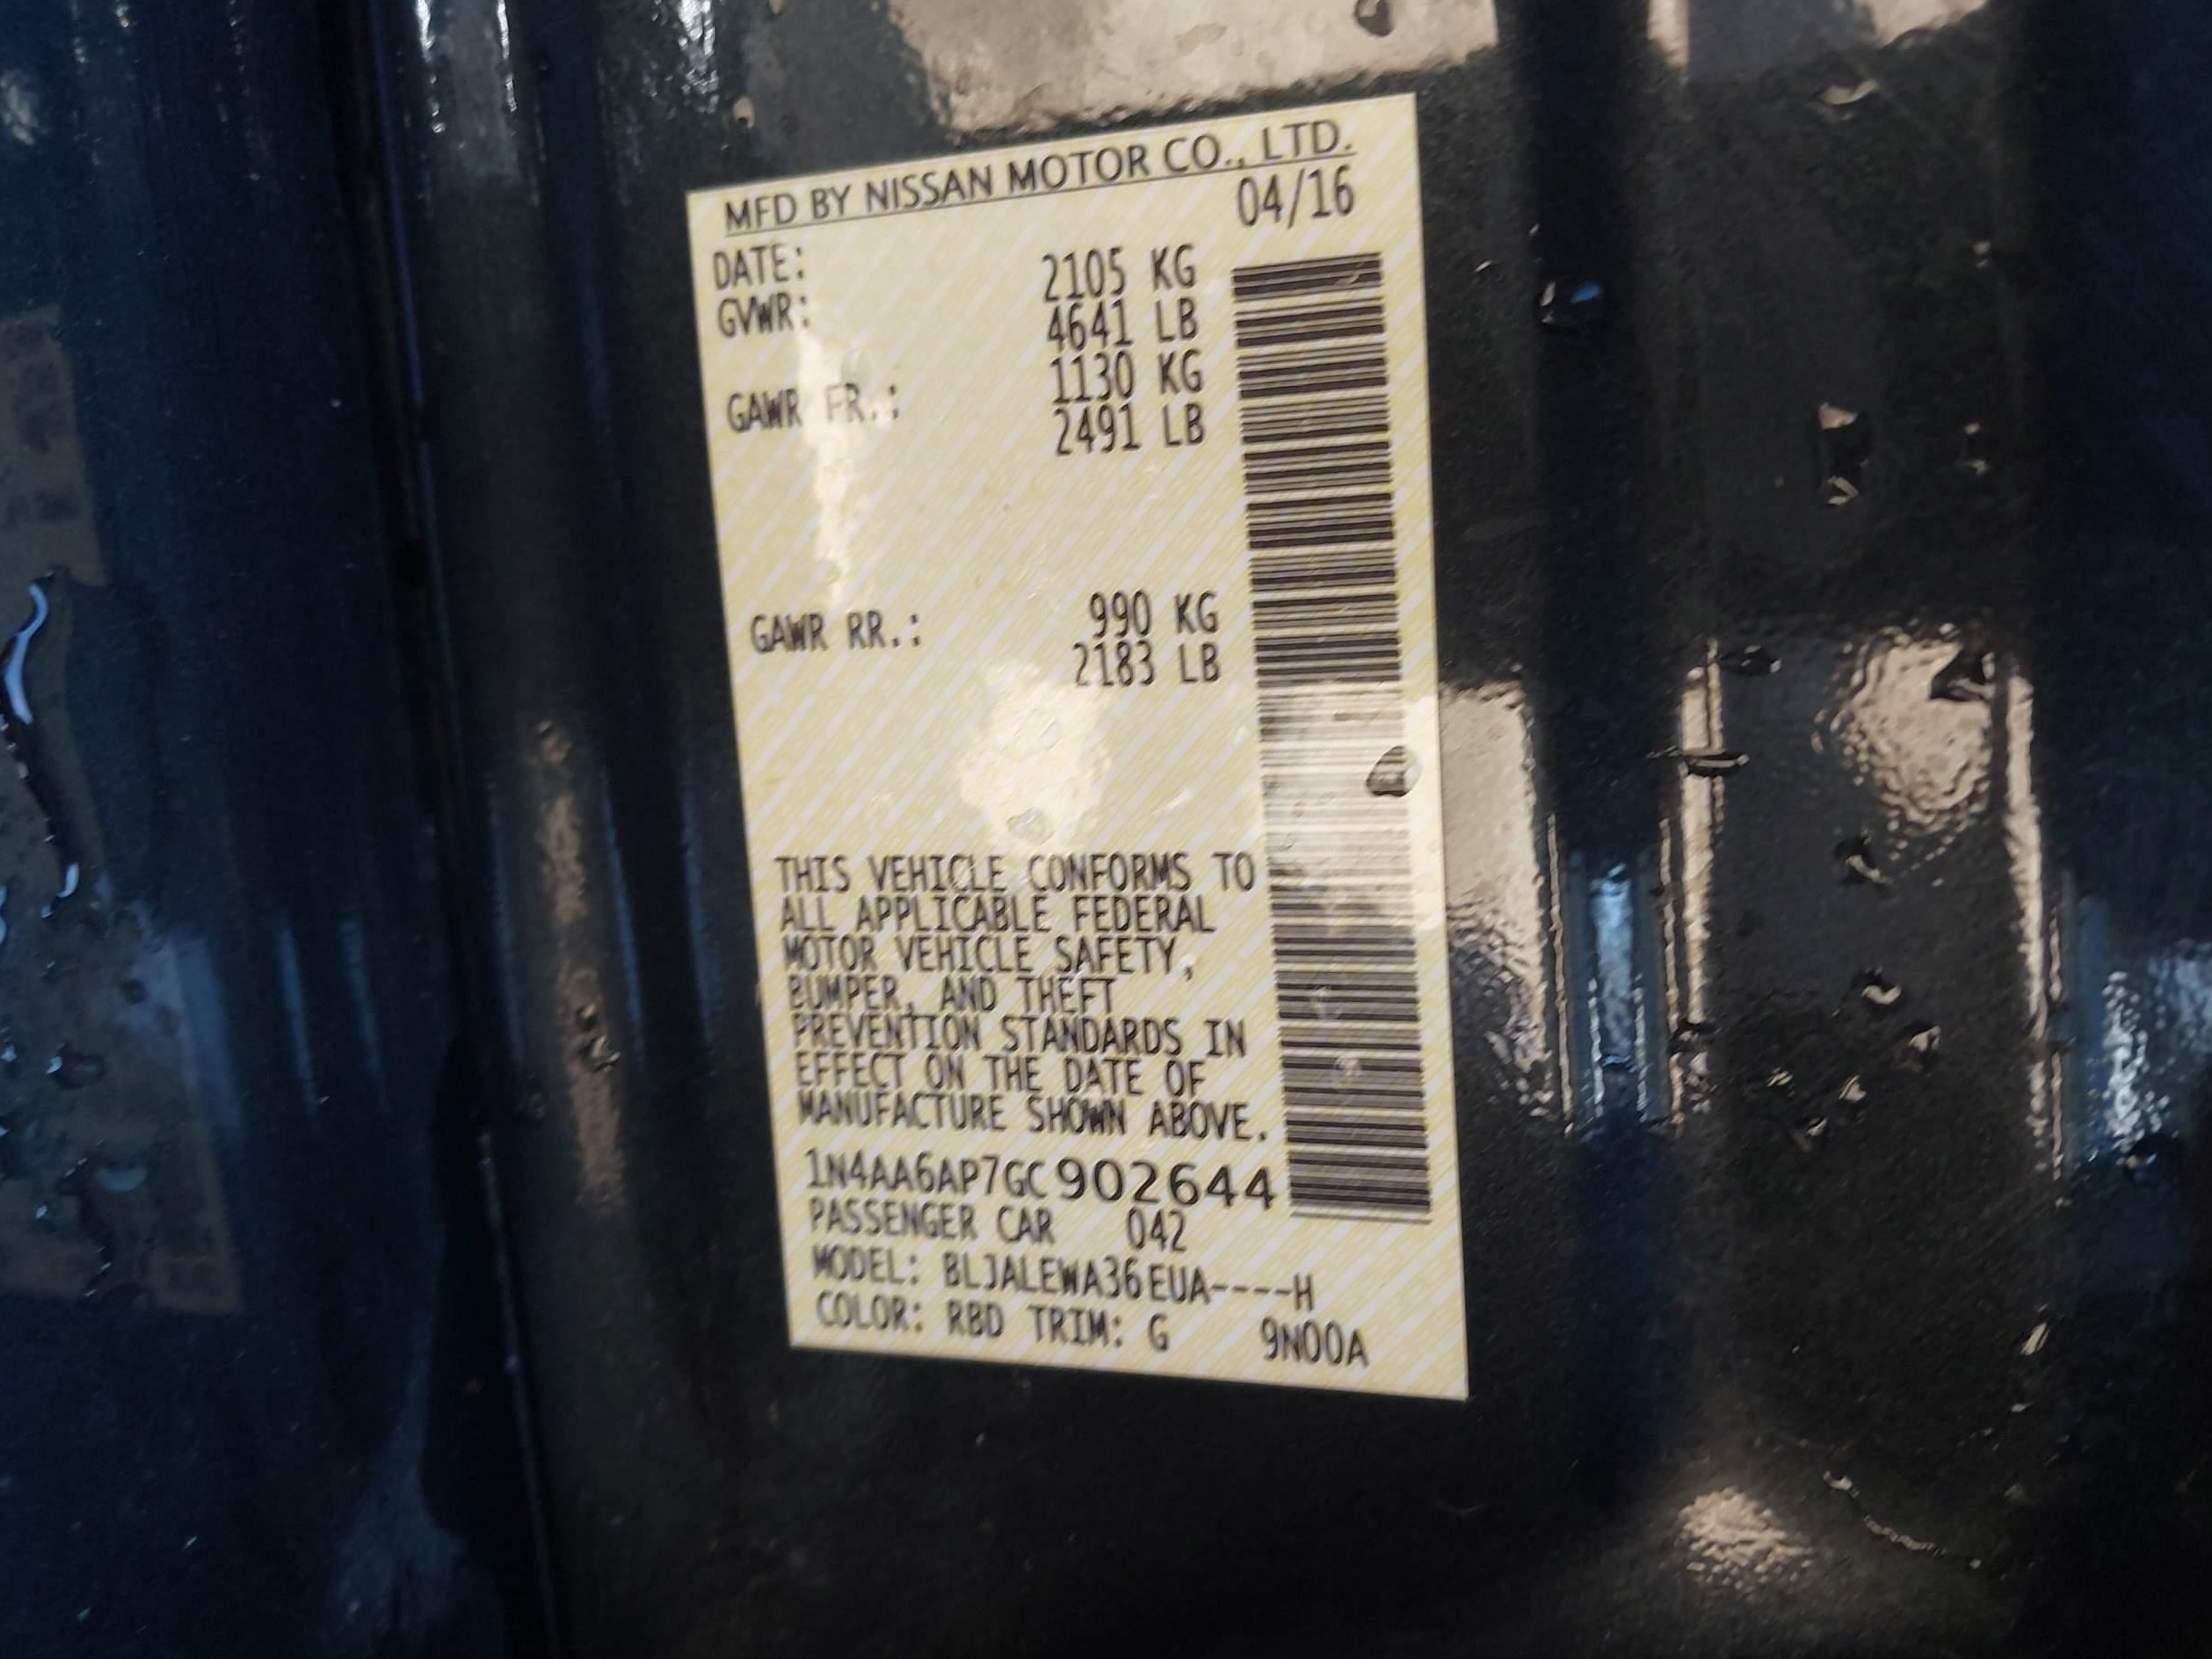 MFD BY NISSAN MOTOR CO., LTD.
DATE: 04/16
GVWR: 2105 KG
4641 LB
GAWR FR.: 1130 KG
2491 LB
GAWR RR.: 990 KG
2183 LB
THIS VEHICLE CONFORMS TO
ALL APPLICABLE FEDERAL
MOTOR VEHICLE SAFETY,
BUMPER, AND THEFT
PREVENTION STANDARDS IN
EFFECT ON THE DATE OF
MANUFACTURE SHOWN ABOVE.
1N4AA6AP7GC902644
PASSENGER CAR 042
MODEL: BLJALEWA36EUA----H
COLOR: RBD TRIM: G 9N00A